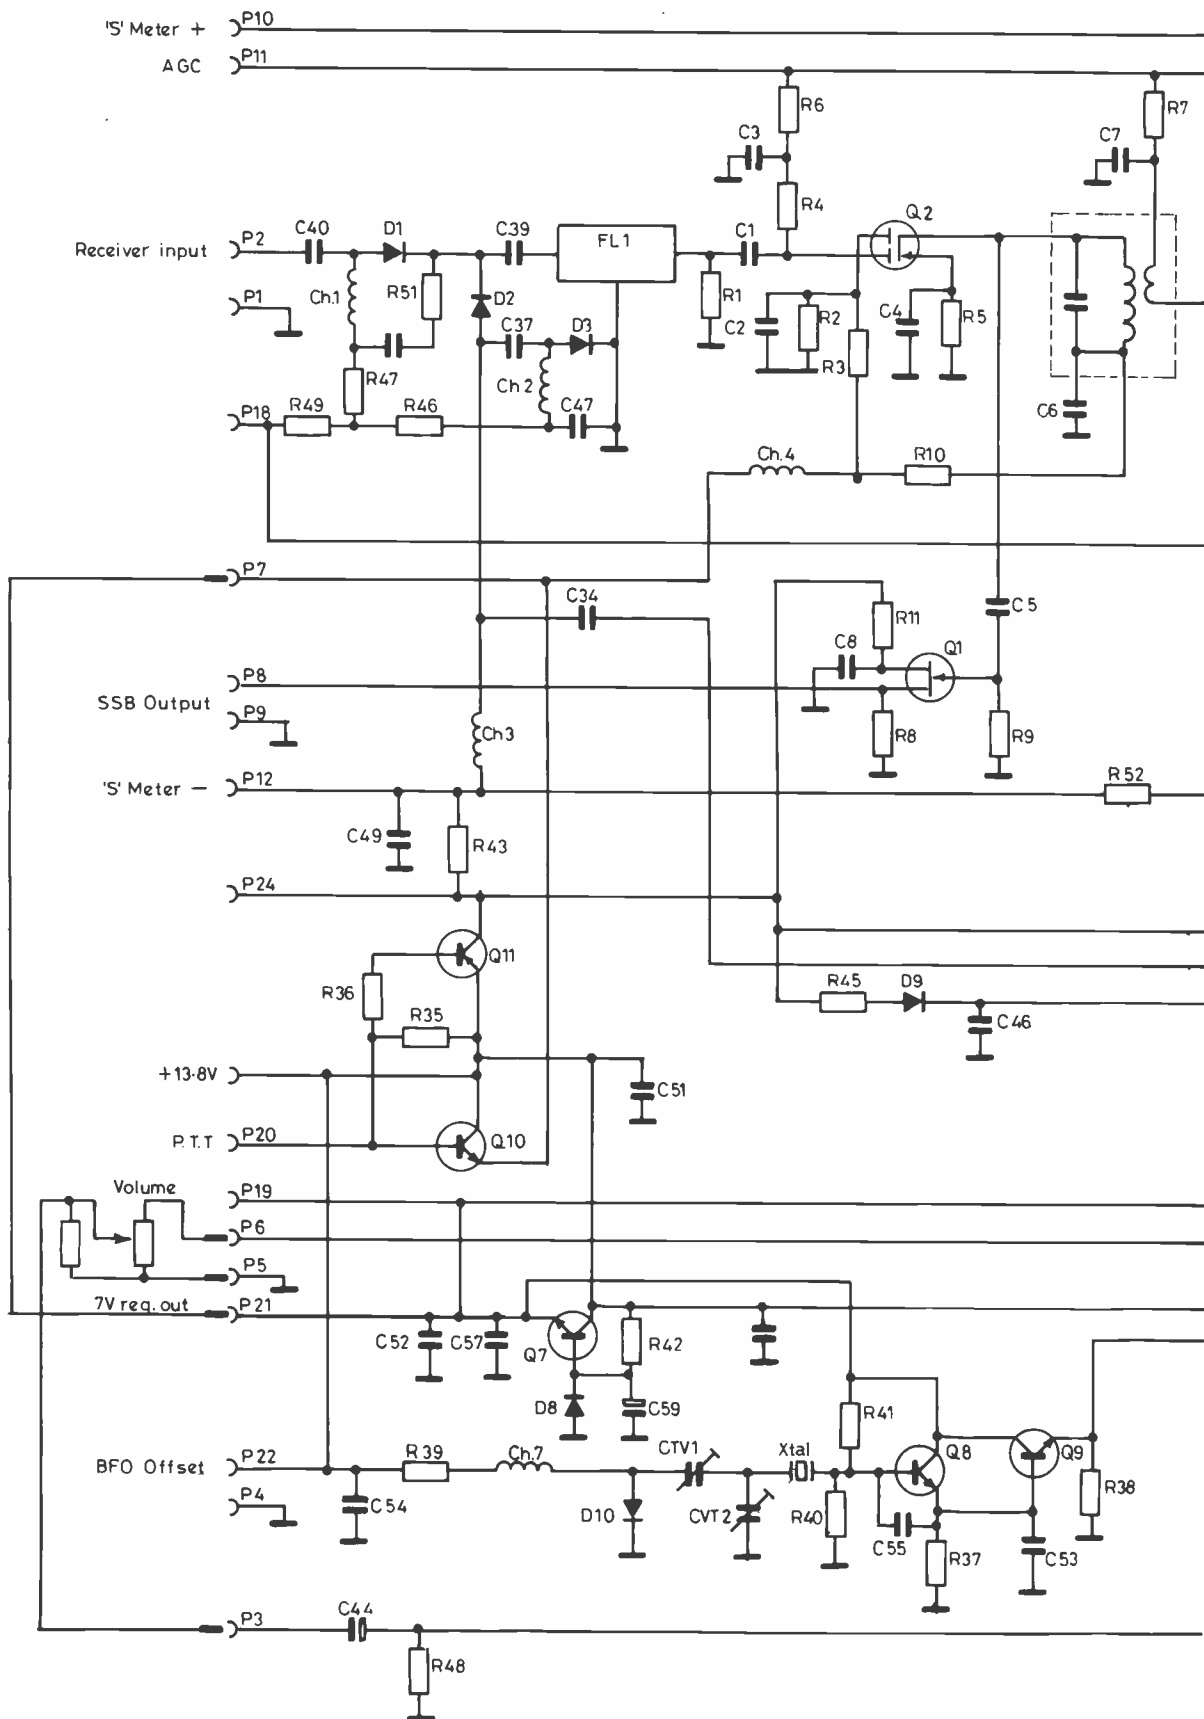 'S' Meter + P10
AGC P11
R6
R7
C3
C7
R4
Q2
Receiver input P2 C40 D1 C39 FL1 C1
P1 Ch.1 R51 D2 R1
C37 D3 C2 R2 C4 R5
R3
R47 Ch2
P18 R49 R46 C47 C6
Ch.4 R10
P7
C34 R11 C5
C8 Q1
P8
SSB Output
P9 Ch3 R8 R9
'S' Meter — P12 R52
C49 R43
P24
Q11
R36 R45 D9
R35 C46
+13·8V
C51
P.T.T P20 Q10
Volume P19
P6
P5
7V reg. out P21
C52 C57 Q7 R42
D8 C59 R41
CTV1 Xtal Q8 Q9
BFO Offset P22 R39 Ch.7
P4 C54 D10 CVT2 R40 R38
C55 R37 C53
P3 C44
R48